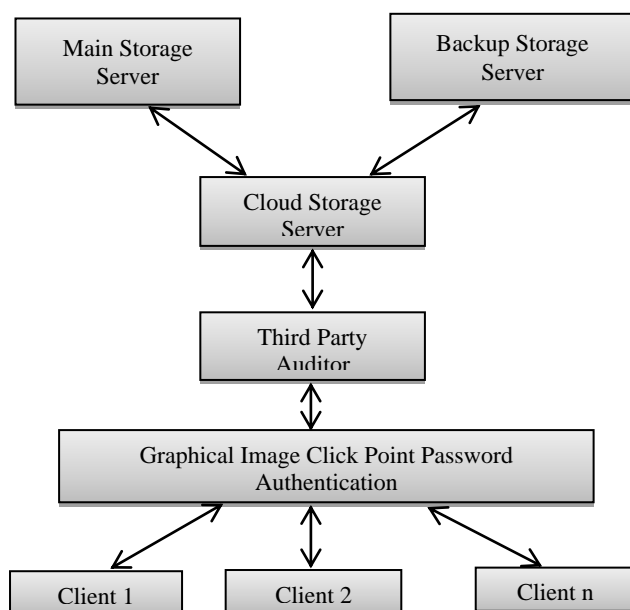 Main Storage
Server
Backup Storage
Server
Cloud Storage
Server
Third Party
Auditor
Graphical Image Click Point Password
Authentication
Client 1
Client 2
Client n